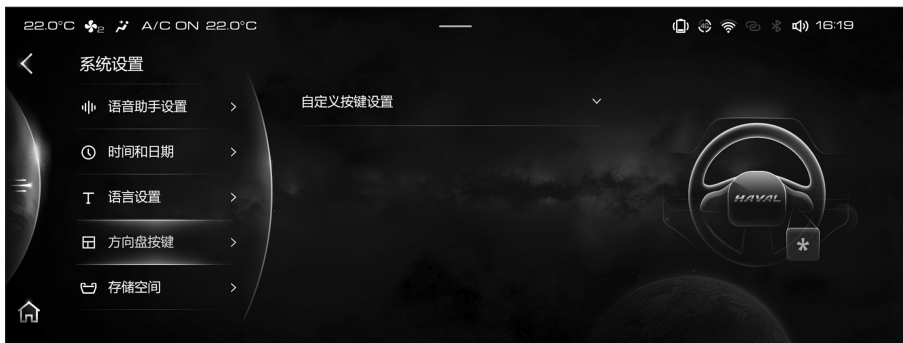 22.0°C 2 A/C ON 22.0°C 4G 16:19
系统设置
语音助手设置
时间和日期
T 语言设置
方向盘按键
存储空间
自定义按键设置
HAVAL
*